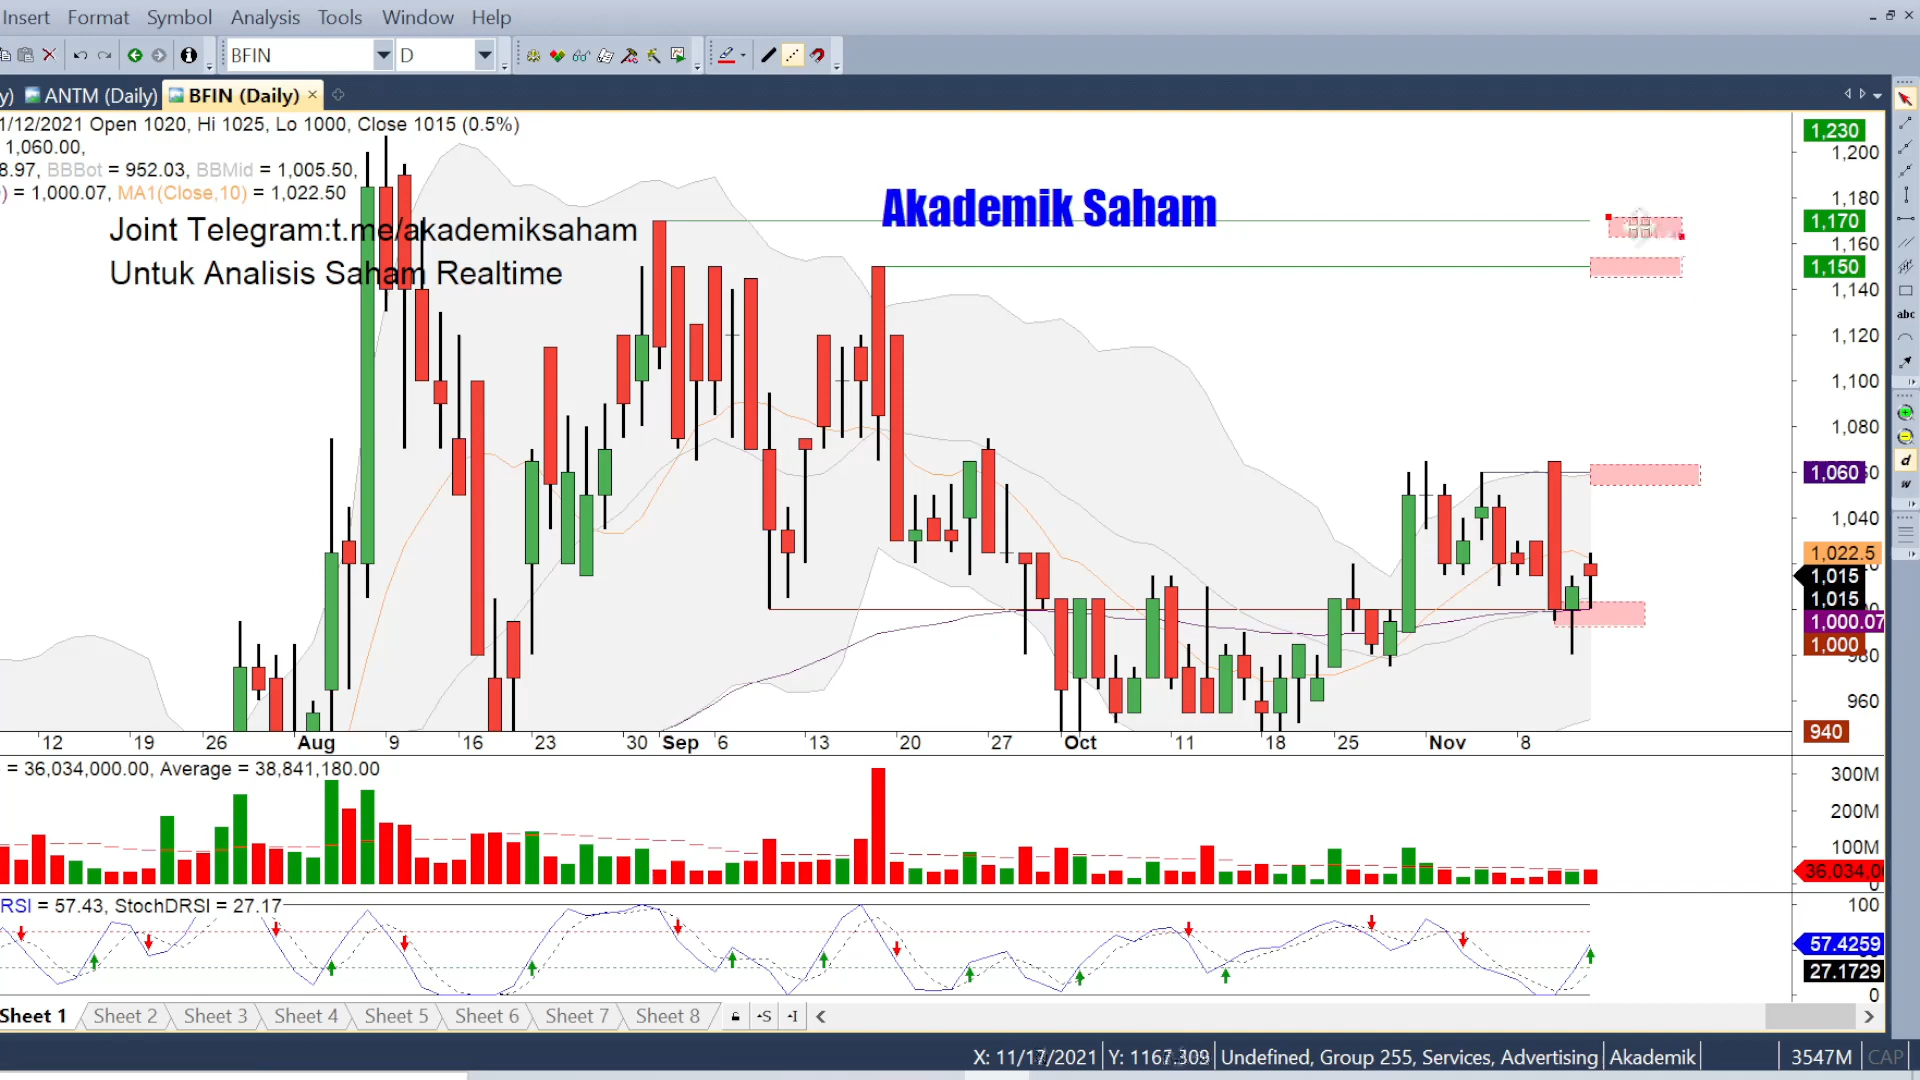 Insert Format Symbol Analysis Tools Window Help
BFIN D
y) ANTM (Daily) BFIN (Daily)
1/12/2021 Open 1020, Hi 1025, Lo 1000, Close 1015 (0.5%)
1,060.00,
8.97, BBBot = 952.03, BBMid = 1,005.50,
) = 1,000.07, MA1(Close,10) = 1,022.50
Joint Telegram:t.me/akademiksaham
Untuk Analisis Saham Realtime
Akademik Saham
1,230
1,200
1,180
1,170
1,160
1,150
1,140
1,120
1,100
1,080
1,060
1,040
1,022.5
1,015
1,015
1,000.07
1,000
980
960
940
12 19 26 Aug 9 16 23 30 Sep 6 13 20 27 Oct 11 18 25 Nov 8
= 36,034,000.00, Average = 38,841,180.00
300M
200M
100M
36,034,0
0
RSI = 57.43, StochDRSI = 27.17
100
57.4259
27.1729
0
abc
d
w
Sheet 1 Sheet 2 Sheet 3 Sheet 4 Sheet 5 Sheet 6 Sheet 7 Sheet 8 S I
X: 11/17/2021 Y: 1167.309 Undefined, Group 255, Services, Advertising Akademik 3547M CAP